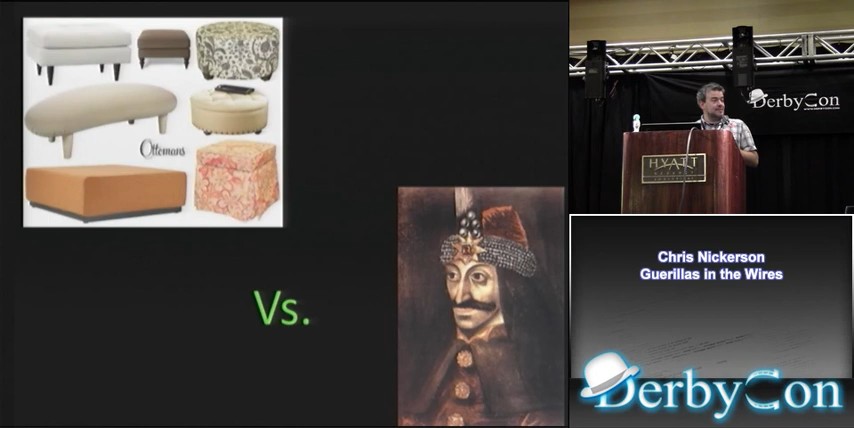 Ottomans
Vs.
DerbyCon
HYATT
Chris Nickerson
Guerillas in the Wires
DerbyCon